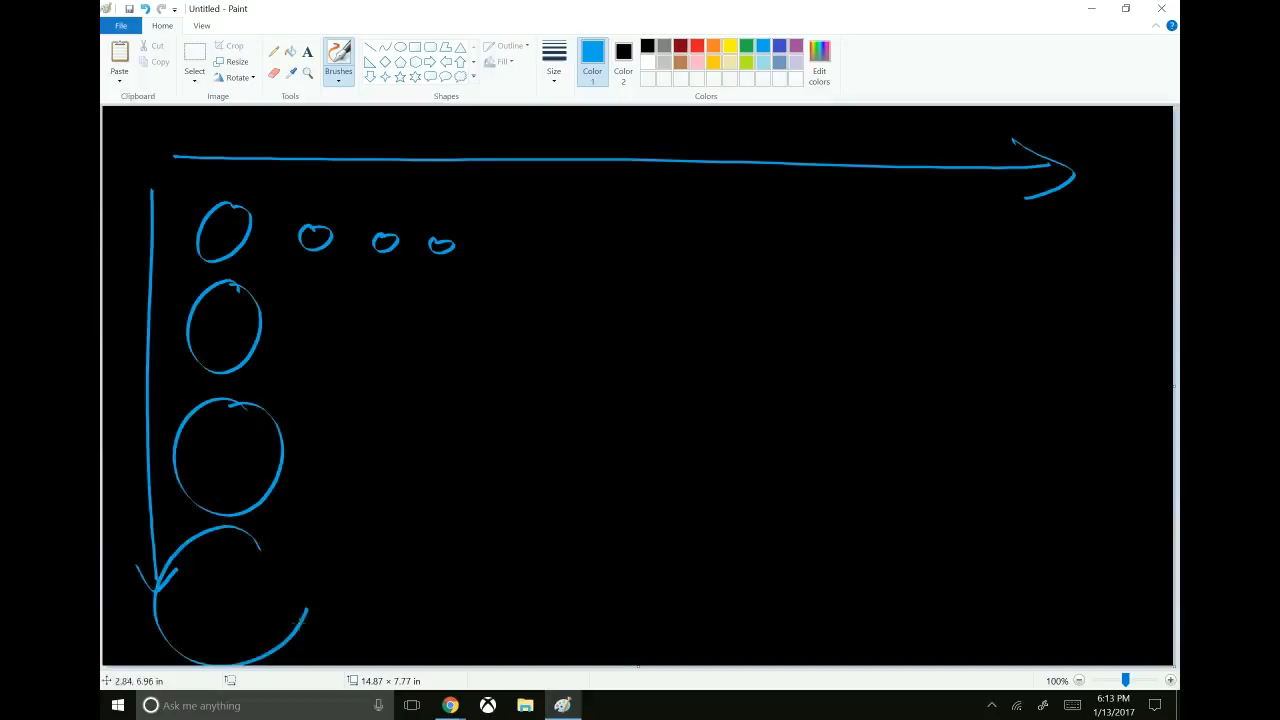 Untitled - Paint
File Home View
Paste
Cut
Copy
Clipboard
Select
Crop
Resize
Rotate
Image
Tools
Brushes
Outline
Fill
Shapes
Size
Color 1
Color 2
Edit colors
Colors
2.84, 6.96 in
14.87 × 7.77 in
100%
Ask me anything
6:13 PM
1/13/2017